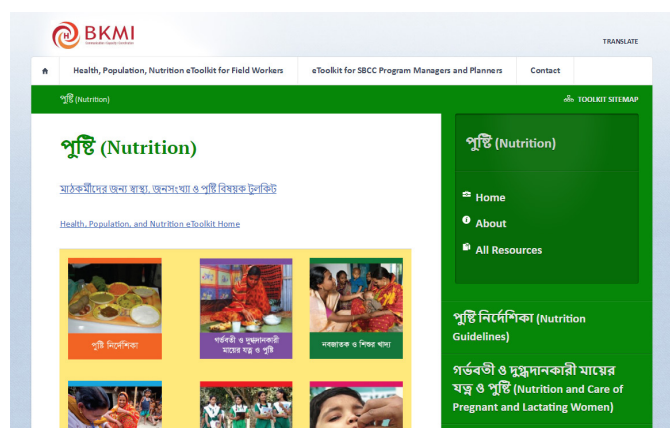 BKMI
TRANSLATE
Health, Population, Nutrition eToolkit for Field Workers
eToolkit for SBCC Program Managers and Planners
Contact
পুষ্টি (Nutrition)
TOOLKIT SITEMAP
পুষ্টি (Nutrition)
মাঠকর্মীদের জন্য স্বাস্থ্য, জনসংখ্যা ও পুষ্টি বিষয়ক টুলকিট
Health, Population, and Nutrition eToolkit Home
পুষ্টি নির্দেশিকা
গর্ভবতী ও দুগ্ধদানকারী
মায়ের যত্ন ও পুষ্টি
নবজাতক ও শিশুর খাদ্য
পুষ্টি (Nutrition)
Home
About
All Resources
পুষ্টি নির্দেশিকা (Nutrition
Guidelines)
গর্ভবতী ও দুগ্ধদানকারী মায়ের
যত্ন ও পুষ্টি (Nutrition and Care of
Pregnant and Lactating Women)